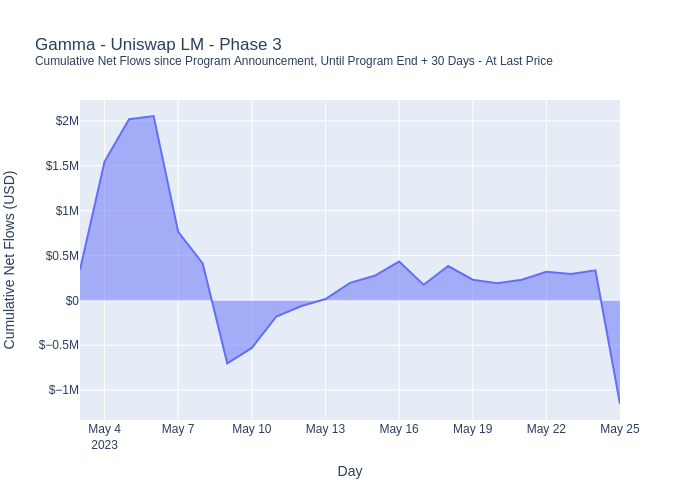 Gamma - Uniswap LM - Phase 3
Cumulative Net Flows since Program Announcement, Until Program End + 30 Days - At Last Price
Cumulative Net Flows (USD)
$2M
$1.5M
$1M
$0.5M
$0
$−0.5M
$−1M
May 4
2023
May 7
May 10
May 13
May 16
May 19
May 22
May 25
Day